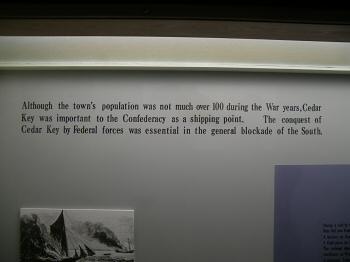 Although the town's population was not much over 100 during the War years, Cedar
Key was important to the Confederacy as a shipping point. The conquest of
Cedar Key by Federal forces was essential in the general blockade of the South.